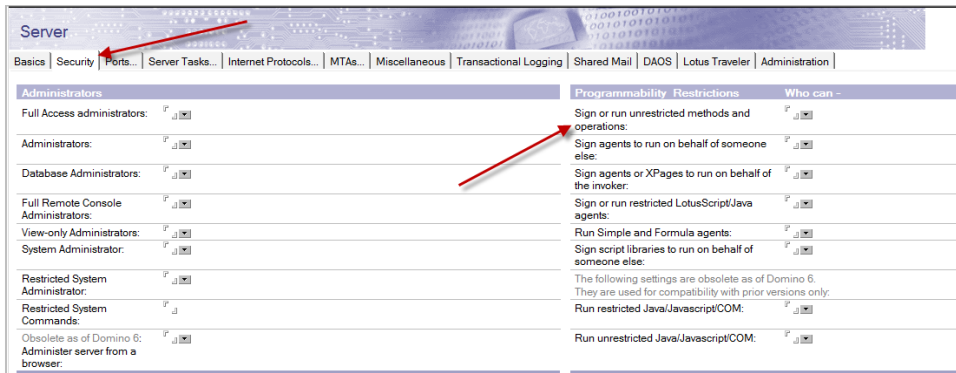 Server
Basics | Security | Ports... | Server Tasks... | Internet Protocols... | MTAs... | Miscellaneous | Transactional Logging | Shared Mail | DAOS | Lotus Traveler | Administration |
Administrators
Full Access administrators:
Administrators:
Database Administrators:
Full Remote Console
Administrators:
View-only Administrators:
System Administrator:
Restricted System
Administrator:
Restricted System
Commands:
Obsolete as of Domino 6:
Administer server from a
browser:
Programmability Restrictions Who can -
Sign or run unrestricted methods and
operations:
Sign agents to run on behalf of someone
else:
Sign agents or XPages to run on behalf of
the invoker:
Sign or run restricted LotusScript/Java
agents:
Run Simple and Formula agents:
Sign script libraries to run on behalf of
someone else:
The following settings are obsolete as of Domino 6.
They are used for compatibility with prior versions only:
Run restricted Java/Javascript/COM:
Run unrestricted Java/Javascript/COM: